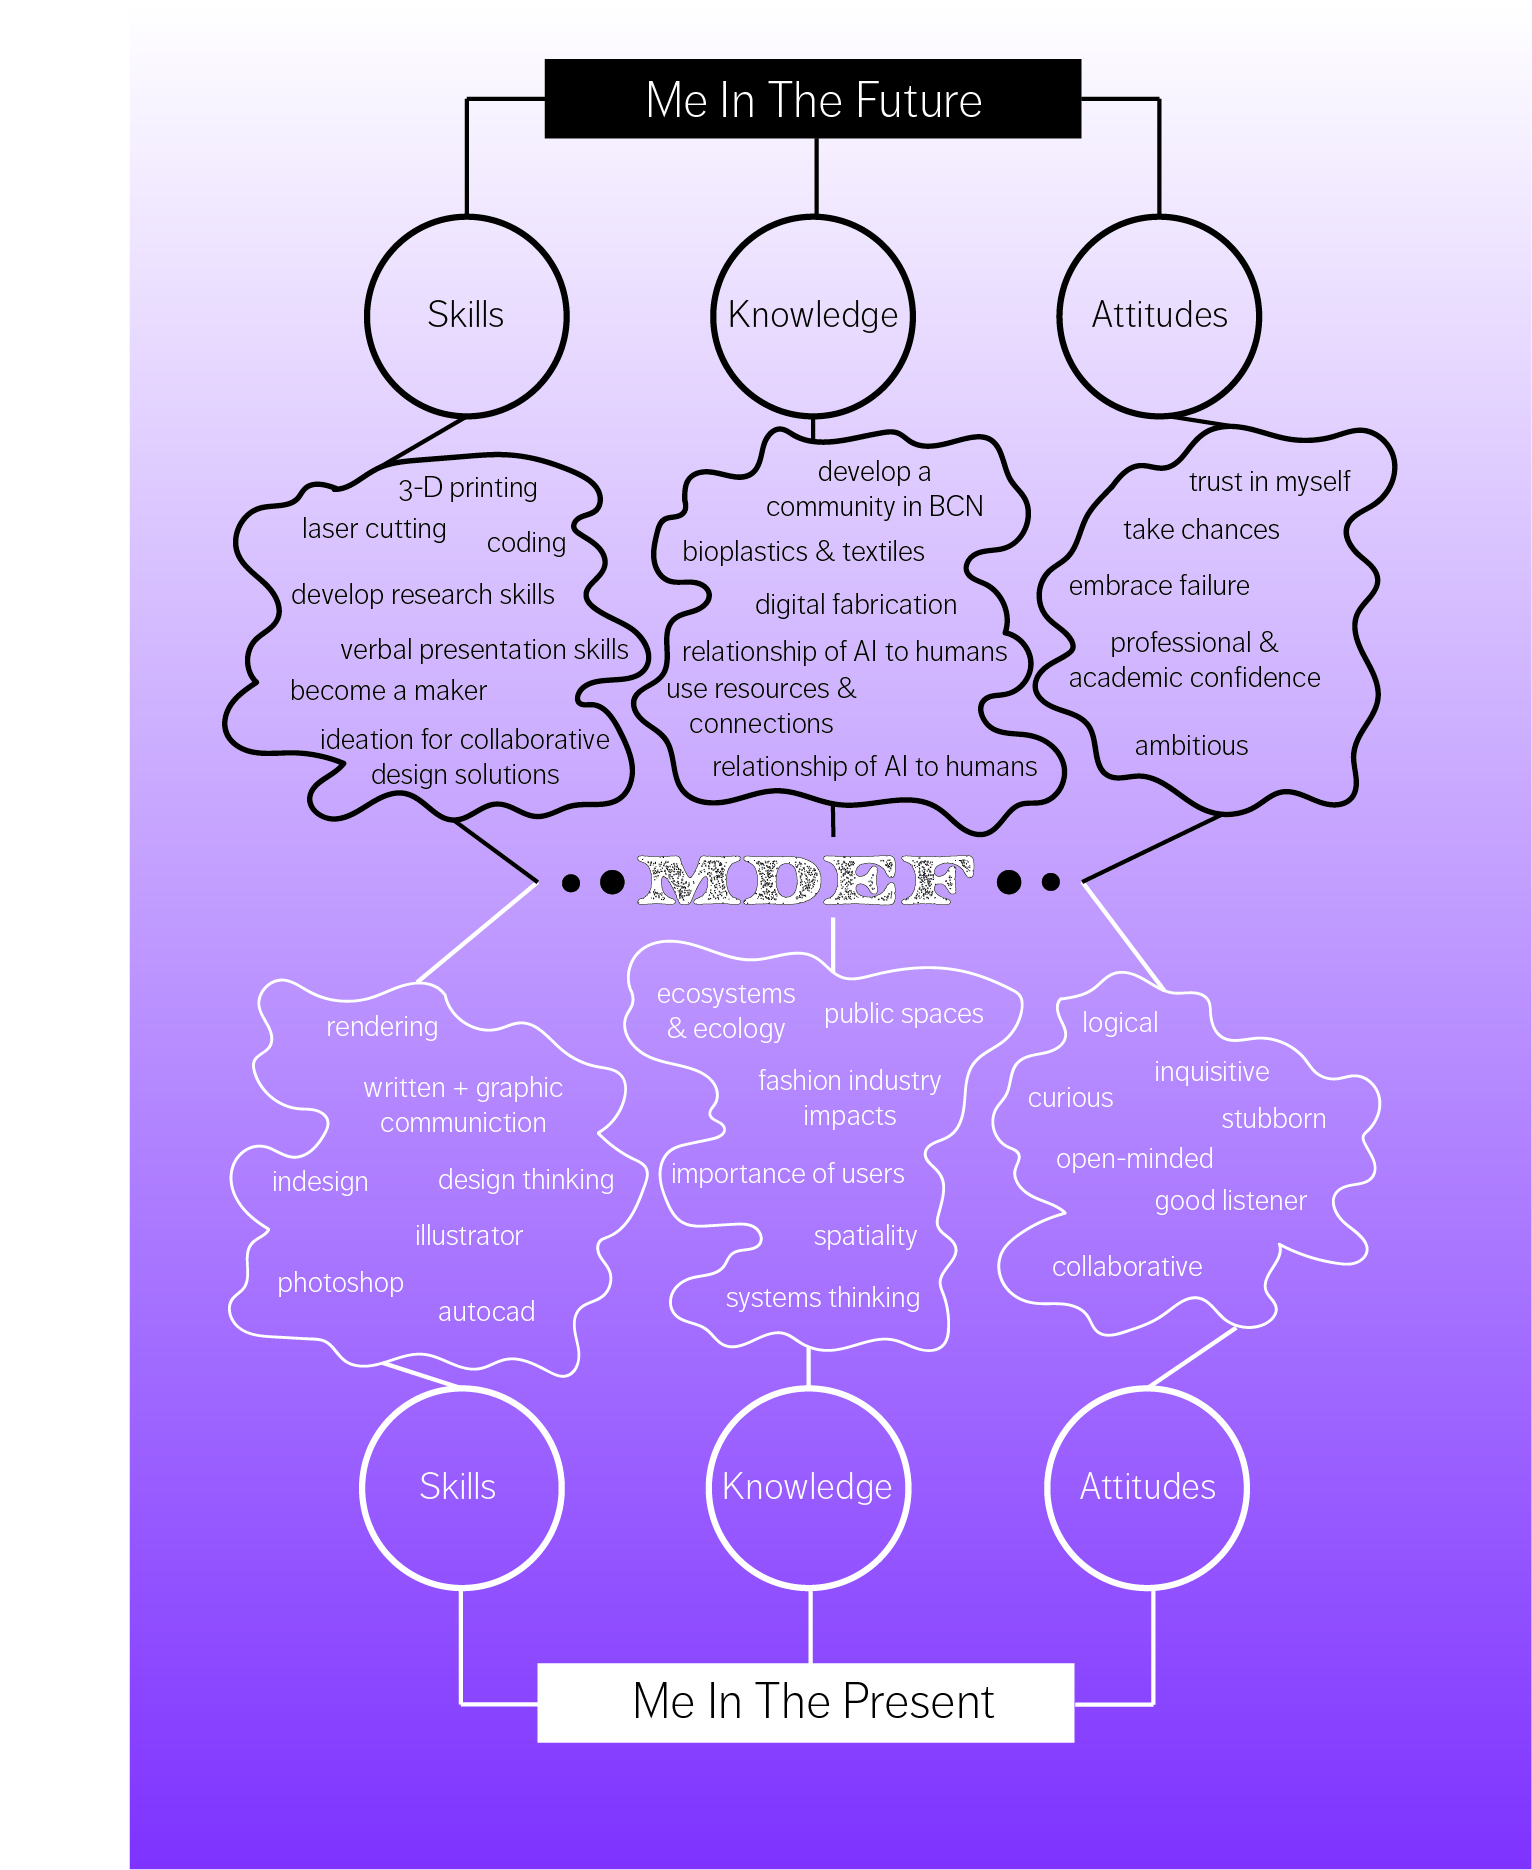 Me In The Future
Skills
Knowledge
Attitudes
3-D printing
laser cutting
coding
develop research skills
verbal presentation skills
become a maker
ideation for collaborative
design solutions
develop a
community in BCN
bioplastics & textiles
digital fabrication
relationship of AI to humans
use resources &
connections
relationship of AI to humans
trust in myself
take chances
embrace failure
professional &
academic confidence
ambitious
MDEF
rendering
written + graphic
communiction
indesign
design thinking
illustrator
photoshop
autocad
ecosystems
& ecology
public spaces
fashion industry
impacts
importance of users
spatiality
systems thinking
logical
inquisitive
curious
stubborn
open-minded
good listener
collaborative
Skills
Knowledge
Attitudes
Me In The Present